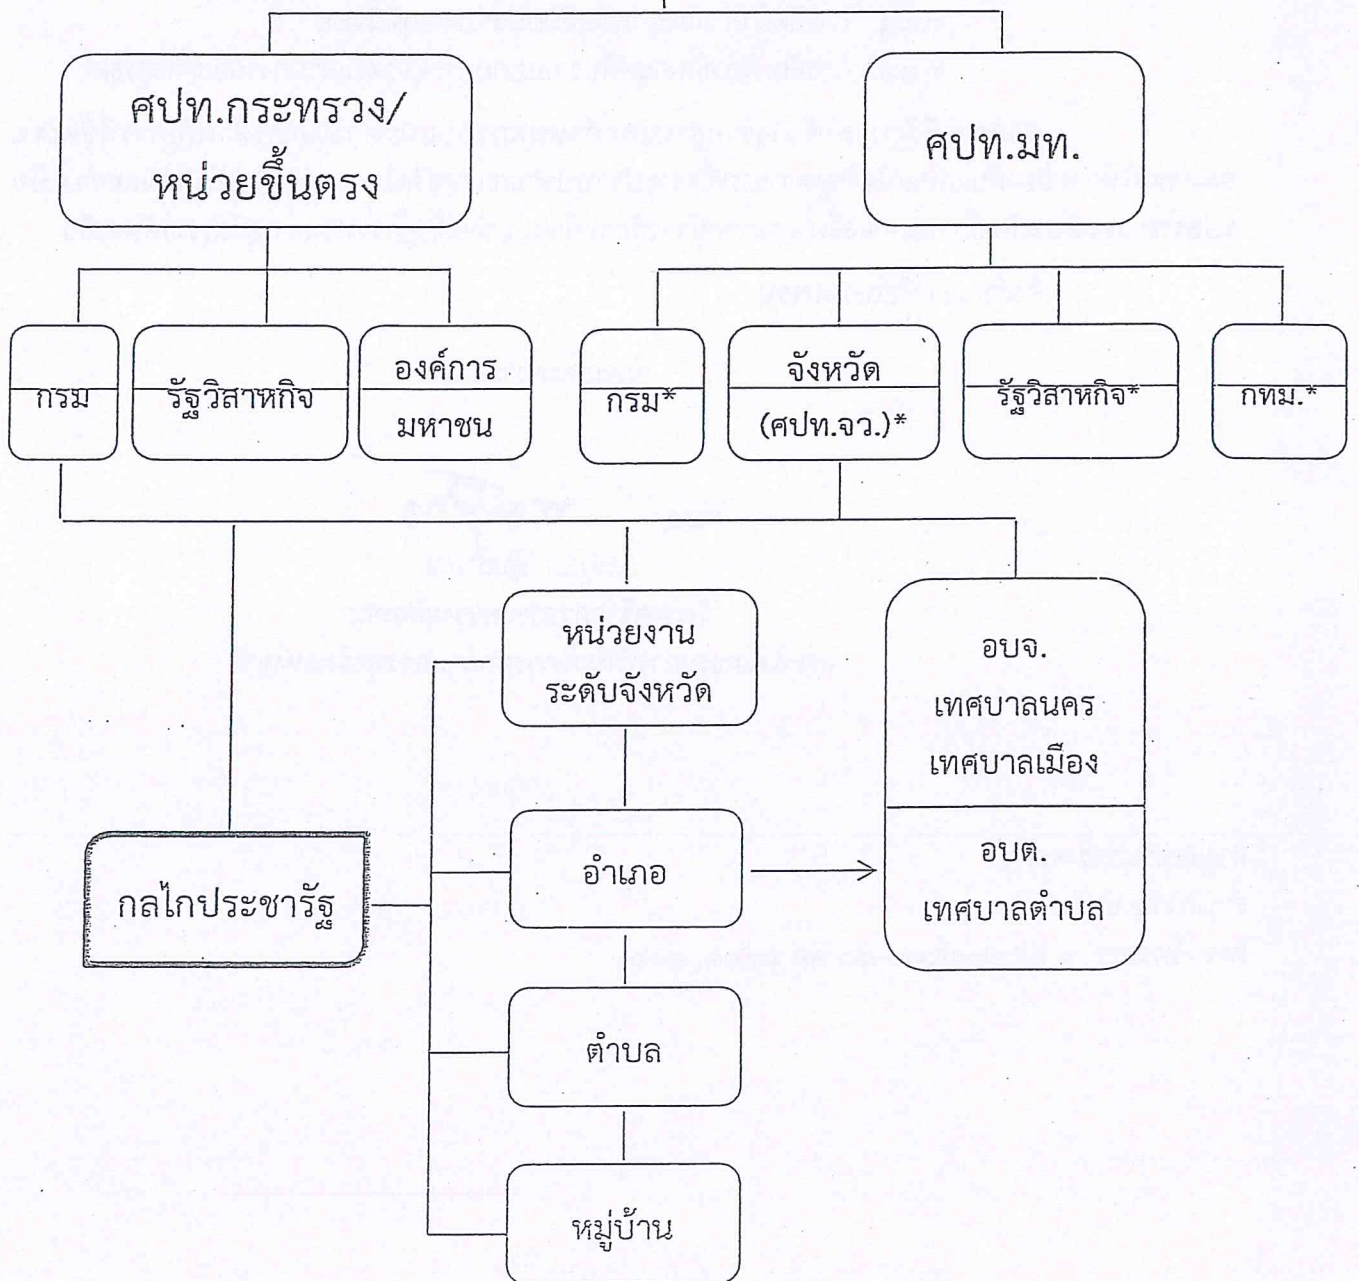 ศปท.กระทรวง/
หน่วยขึ้นตรง
ศปท.มท.
กรม
รัฐวิสาหกิจ
องค์การ
มหาชน
กรม*
จังหวัด
(ศปท.จว.)*
รัฐวิสาหกิจ*
กทม.*
หน่วยงาน
ระดับจังหวัด
อบจ.
เทศบาลนคร
เทศบาลเมือง
อำเภอ
อบต.
เทศบาลตำบล
กลไกประชารัฐ
ตำบล
หมู่บ้าน